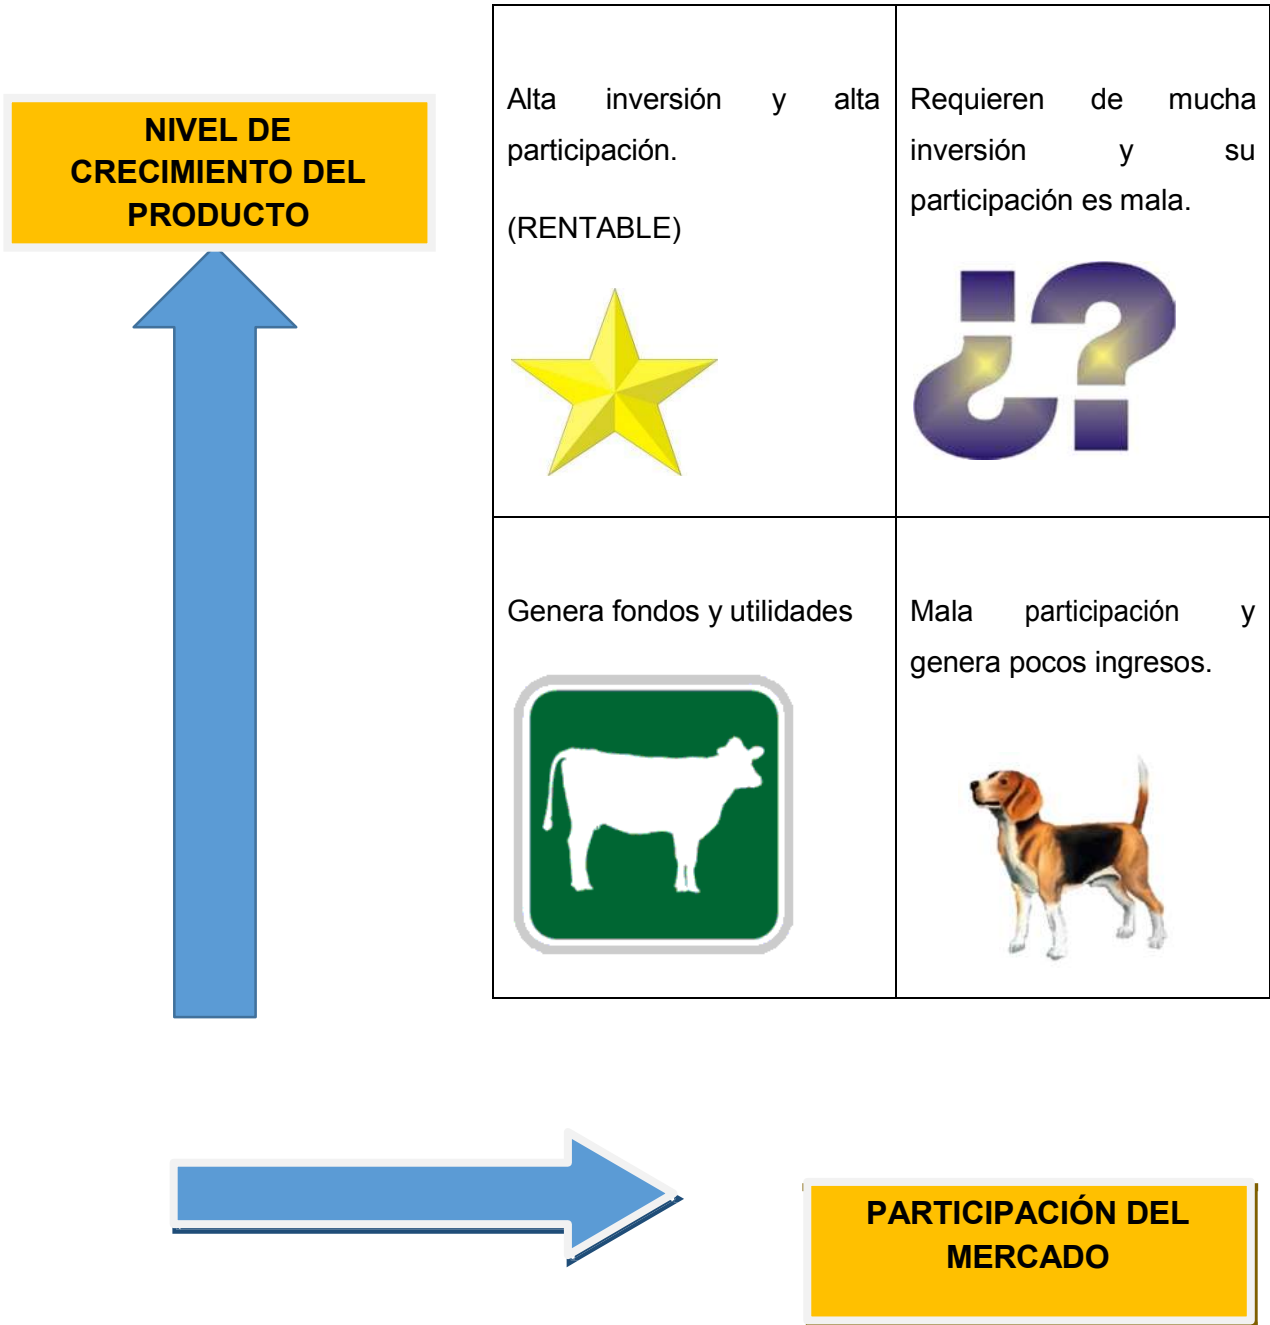 NIVEL DE
CRECIMIENTO DEL
PRODUCTO
Alta inversión y alta
participación.
(RENTABLE)
Requieren de mucha
inversión y su
participación es mala.
¿?
Genera fondos y utilidades
Mala participación y
genera pocos ingresos.
PARTICIPACIÓN DEL
MERCADO